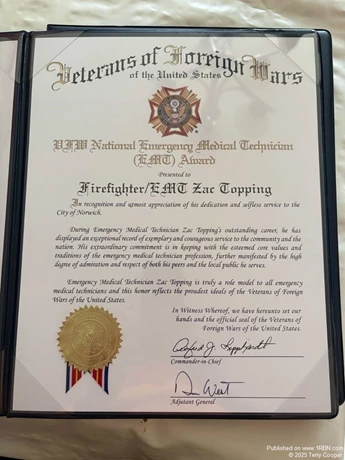 Veterans of Foreign Wars
of the United States
VFW National Emergency Medical Technician
(EMT) Award
Presented to
Firefighter/EMT Zac Topping
In recognition and utmost appreciation of his dedication and selfless service to the
City of Norwich.
During Emergency Medical Technician Zac Topping's outstanding career, he has
displayed an exceptional record of exemplary and courageous service to the community and the
nation. His extraordinary commitment is in keeping with the esteemed core values and
traditions of the emergency medical technician profession, further manifested by the high
degree of admiration and respect of both his peers and the local public he serves.
Emergency Medical Technician Zac Topping is truly a role model to all emergency
medical technicians and this honor reflects the proudest ideals of the Veterans of Foreign
Wars of the United States.
In Witness Whereof, we have hereunto set our
hands and the official seal of the Veterans of
Foreign Wars of the United States.
Commander-in-Chief
Dan West
Adjutant General
Published on www.1RBN.com
© 2025 Terry Cooper